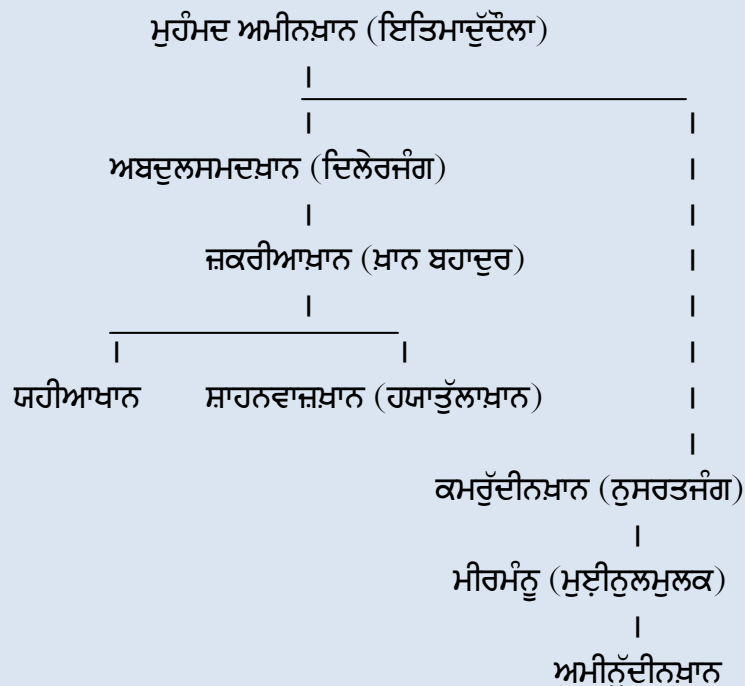 ਮੁਹੰਮਦ ਅਮੀਨਖ਼ਾਨ (ਇਤਿਮਾਦੁੱਦੌਲਾ)
ਅਬਦੁਲਸਮਦਖ਼ਾਨ (ਦਿਲੇਰਜੰਗ)
ਜ਼ਕਰੀਆਖ਼ਾਨ (ਖ਼ਾਨ ਬਹਾਦੁਰ)
ਯਹੀਆਖਾਨ ਸ਼ਾਹਨਵਾਜ਼ਖ਼ਾਨ (ਹਯਾਤੁੱਲਾਖ਼ਾਨ)
ਕਮਰੁੱਦੀਨਖ਼ਾਨ (ਨੁਸਰਤਜੰਗ)
ਮੀਰਮੰਨੂ (ਮੁਈ਼ਨੁਲਮੁਲਕ)
ਅਮੀਨੁੱਦੀਨਖ਼ਾਨ